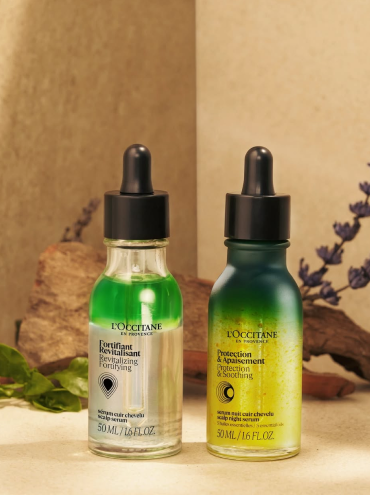 L'OCCITANE
EN PROVENCE
Fortifiant
Revitalisant
Revitalizing
Fortifying
sérum cuir chevelu
scalp serum
50 ML / 1.6 FL.OZ.
L'OCCITANE
EN PROVENCE
Protection
& Apaisement
Protection
& Soothing
sérum nuit cuir chevelu
scalp night serum
50 ML / 1.6 FL.OZ.